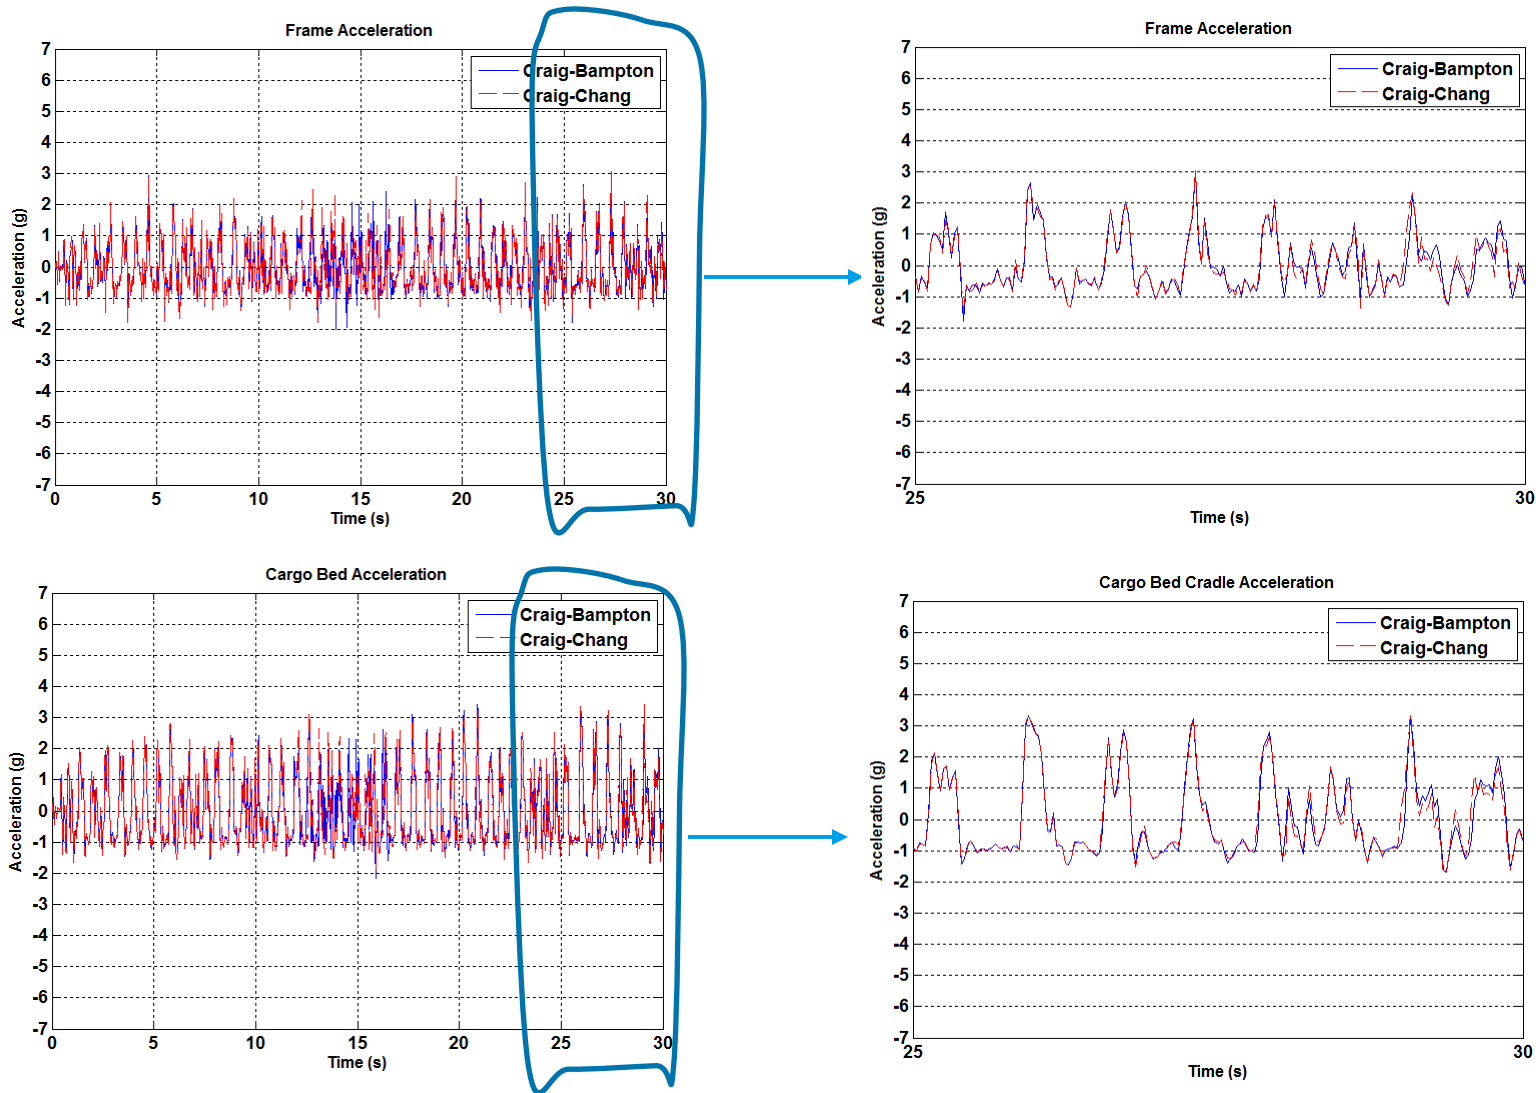 Frame Acceleration
7
6
5
4
3
2
1
0
-1
-2
-3
-4
-5
-6
-7
Acceleration (g)
Craig-Bampton
Craig-Chang
0 5 10 15 20 25 30
Time (s)
Frame Acceleration
7
6
5
4
3
2
1
0
-1
-2
-3
-4
-5
-6
-7
Acceleration (g)
Craig-Bampton
Craig-Chang
25 30
Time (s)
Cargo Bed Acceleration
7
6
5
4
3
2
1
0
-1
-2
-3
-4
-5
-6
-7
Acceleration (g)
Craig-Bampton
Craig-Chang
0 5 10 15 20 25 30
Time (s)
Cargo Bed Cradle Acceleration
7
6
5
4
3
2
1
0
-1
-2
-3
-4
-5
-6
-7
Acceleration (g)
Craig-Bampton
Craig-Chang
25 30
Time (s)